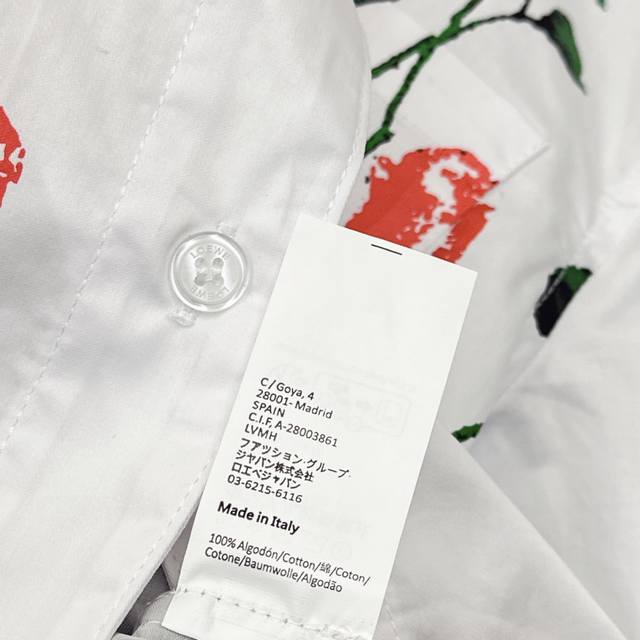 LOEWE
LOEWE
C/Goya, 4
28001- Madrid
SPAIN
C.I.F, A-28003861
LVMH
ファッション.グループ.
ジャパン株式会社
ロエベジャパン
03-6215-6116
Made in Italy
100% Algodón/Cotton/綿/Coton/
Cotone/Baumwolle/Algodão